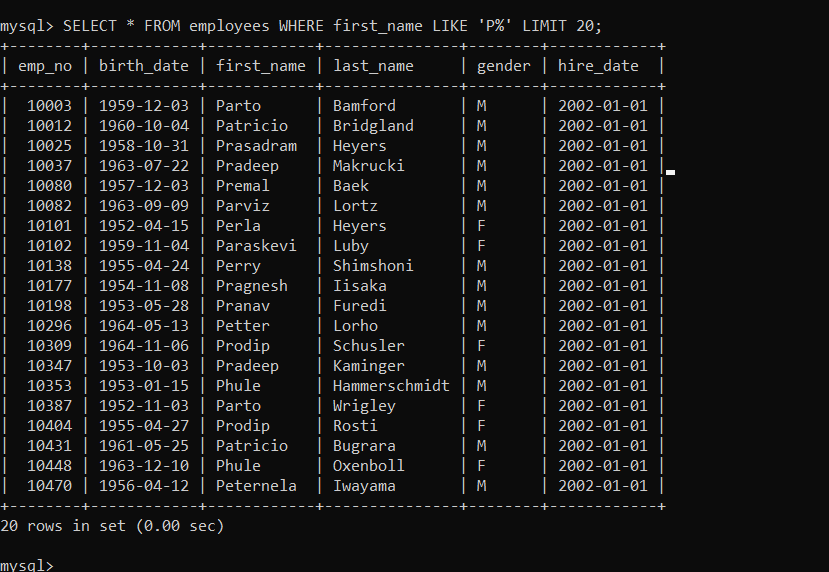 mysql> SELECT * FROM employees WHERE first_name LIKE 'P%' LIMIT 20;
+--------+------------+------------+---------------+--------+------------+
| emp_no | birth_date | first_name | last_name     | gender | hire_date  |
+--------+------------+------------+---------------+--------+------------+
|  10003 | 1959-12-03 | Parto      | Bamford       | M      | 2002-01-01 |
|  10012 | 1960-10-04 | Patricio   | Bridgland     | M      | 2002-01-01 |
|  10025 | 1958-10-31 | Prasadram  | Heyers        | M      | 2002-01-01 |
|  10037 | 1963-07-22 | Pradeep    | Makrucki      | M      | 2002-01-01 |
|  10080 | 1957-12-03 | Premal     | Baek          | M      | 2002-01-01 |
|  10082 | 1963-09-09 | Parviz     | Lortz         | M      | 2002-01-01 |
|  10101 | 1952-04-15 | Perla      | Heyers        | F      | 2002-01-01 |
|  10102 | 1959-11-04 | Paraskevi  | Luby          | F      | 2002-01-01 |
|  10138 | 1955-04-24 | Perry      | Shimshoni     | M      | 2002-01-01 |
|  10177 | 1954-11-08 | Pragnesh   | Iisaka        | M      | 2002-01-01 |
|  10198 | 1953-05-28 | Pranav     | Furedi        | M      | 2002-01-01 |
|  10296 | 1964-05-13 | Petter     | Lorho         | M      | 2002-01-01 |
|  10309 | 1964-11-06 | Prodip     | Schusler      | F      | 2002-01-01 |
|  10347 | 1953-10-03 | Pradeep    | Kaminger      | M      | 2002-01-01 |
|  10353 | 1953-01-15 | Phule      | Hammerschmidt | M      | 2002-01-01 |
|  10387 | 1952-11-03 | Parto      | Wrigley       | F      | 2002-01-01 |
|  10404 | 1955-04-27 | Prodip     | Rosti         | F      | 2002-01-01 |
|  10431 | 1961-05-25 | Patricio   | Bugrara       | M      | 2002-01-01 |
|  10448 | 1963-12-10 | Phule      | Oxenboll      | F      | 2002-01-01 |
|  10470 | 1956-04-12 | Peternela  | Iwayama       | M      | 2002-01-01 |
+--------+------------+------------+---------------+--------+------------+
20 rows in set (0.00 sec)
mysql>